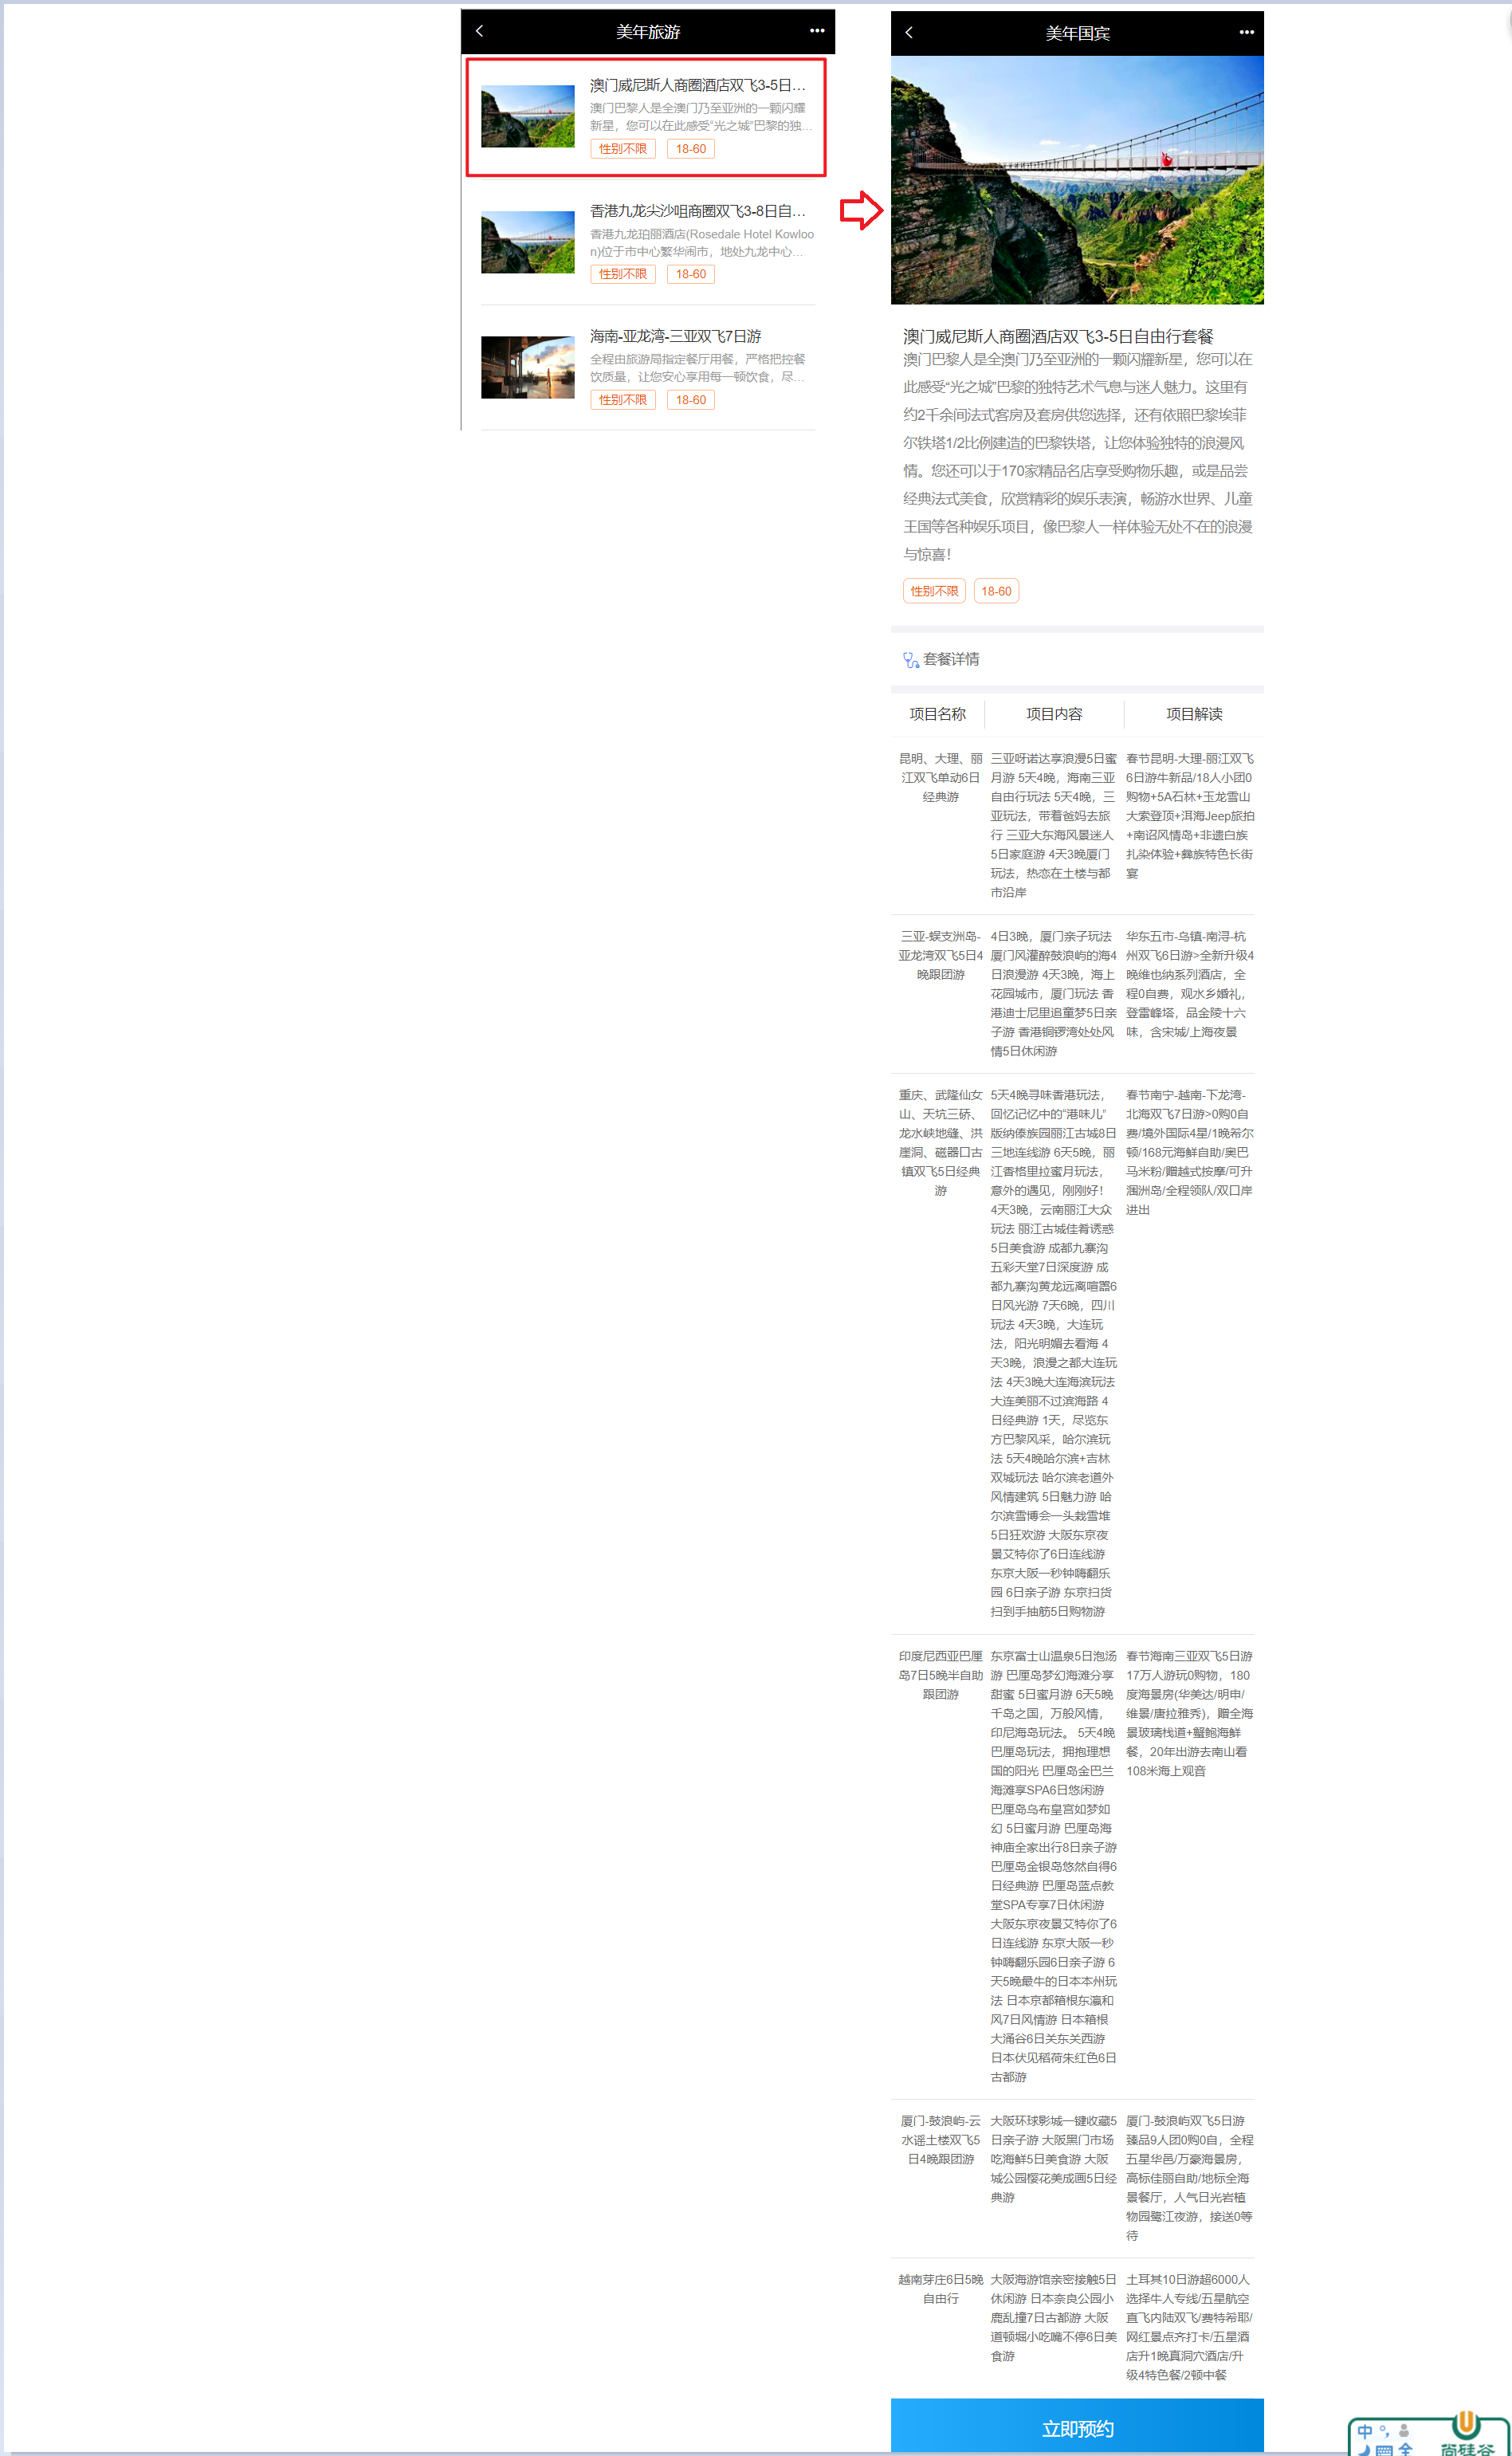 美年旅游
•••
澳门威尼斯人商圈酒店双飞3-5日…
澳门巴黎人是全澳门乃至亚洲的一颗闪耀
新星，您可以在此感受“光之城”巴黎的独…
性别不限 18-60
香港九龙尖沙咀商圈双飞3-8日自…
香港九龙珀丽酒店(Rosedale Hotel Kowloo
n)位于市中心繁华闹市，地处九龙中心…
性别不限 18-60
海南-亚龙湾-三亚双飞7日游
全程由旅游局指定餐厅用餐，严格把控餐
饮质量，让您安心享用每一顿饮食，尽…
性别不限 18-60
美年国宾
•••
澳门威尼斯人商圈酒店双飞3-5日自由行套餐
澳门巴黎人是全澳门乃至亚洲的一颗闪耀新星，您可以在
此感受“光之城”巴黎的独特艺术气息与迷人魅力。这里有
约2千余间法式客房及套房供您选择，还有依照巴黎埃菲
尔铁塔1/2比例建造的巴黎铁塔，让您体验独特的浪漫风
情。您还可以于170家精品名店享受购物乐趣，或是品尝
经典法式美食，欣赏精彩的娱乐表演，畅游水世界、儿童
王国等各种娱乐项目，像巴黎人一样体验无处不在的浪漫
与惊喜！
性别不限 18-60
套餐详情
项目名称 项目内容 项目解读
昆明、大理、丽
江双飞单动6日
经典游
三亚呀诺达享浪漫5日蜜
月游 5天4晚，海南三亚
自由行玩法 5天4晚，三
亚玩法，带着爸妈去旅
行 三亚大东海风景迷人
5日家庭游 4天3晚厦门
玩法，热恋在土楼与都
市沿岸
春节昆明-大理-丽江双飞
6日游牛新品/18人小团0
购物+5A石林+玉龙雪山
大索登顶+洱海Jeep旅拍
+南诏风情岛+非遗白族
扎染体验+彝族特色长街
宴
三亚-蜈支洲岛-
亚龙湾双飞5日4
晚跟团游
4日3晚，厦门亲子玩法
厦门风灌醉鼓浪屿的海4
日浪漫游 4天3晚，海上
花园城市，厦门玩法 香
港迪士尼里追童梦5日亲
子游 香港铜锣湾处处风
情5日休闲游
华东五市-乌镇-南浔-杭
州双飞6日游>全新升级4
晚维也纳系列酒店，全
程0自费，观水乡婚礼，
登雷峰塔，品金陵十六
味，含宋城/上海夜景
重庆、武隆仙女
山、天坑三硚、
龙水峡地缝、洪
崖洞、磁器口古
镇双飞5日经典
游
5天4晚寻味香港玩法，
回忆记忆中的“港味儿”
版纳傣族园丽江古城8日
三地连线游 6天5晚，丽
江香格里拉蜜月玩法，
意外的遇见，刚刚好！
4天3晚，云南丽江大众
玩法 丽江古城佳肴诱惑
5日美食游 成都九寨沟
五彩天堂7日深度游 成
都九寨沟黄龙远离喧嚣6
日风光游 7天6晚，四川
玩法 4天3晚，大连玩
法，阳光明媚去看海 4
天3晚，浪漫之都大连玩
法 4天3晚大连海滨玩法
大连美丽不过滨海路 4
日经典游 1天，尽览东
方巴黎风采，哈尔滨玩
法 5天4晚哈尔滨+吉林
双城玩法 哈尔滨老道外
风情建筑 5日魅力游 哈
尔滨雪博会一头栽雪堆
5日狂欢游 大阪东京夜
景艾特你了6日连线游
东京大阪一秒钟嗨翻乐
园 6日亲子游 东京扫货
扫到手抽筋5日购物游
春节南宁-越南-下龙湾-
北海双飞7日游>0购0自
费/境外国际4星/1晚希尔
顿/168元海鲜自助/奥巴
马米粉/赠越式按摩/可升
涠洲岛/全程领队/双口岸
进出
印度尼西亚巴厘
岛7日5晚半自助
跟团游
东京富士山温泉5日泡汤
游 巴厘岛梦幻海滩分享
甜蜜 5日蜜月游 6天5晚
千岛之国，万般风情，
印尼海岛玩法。 5天4晚
巴厘岛玩法，拥抱理想
国的阳光 巴厘岛金巴兰
海滩享SPA6日悠闲游
巴厘岛乌布皇宫如梦如
幻 5日蜜月游 巴厘岛海
神庙全家出行8日亲子游
巴厘岛金银岛悠然自得6
日经典游 巴厘岛蓝点教
堂SPA专享7日休闲游
大阪东京夜景艾特你了6
日连线游 东京大阪一秒
钟嗨翻乐园6日亲子游 6
天5晚最牛的日本本州玩
法 日本京都箱根东瀛和
风7日风情游 日本箱根
大涌谷6日关东关西游
日本伏见稻荷朱红色6日
古都游
春节海南三亚双飞5日游
17万人游玩0购物，180
度海景房(华美达/明申/
维景/唐拉雅秀)，赠全海
景玻璃栈道+蟹鲍海鲜
餐，20年出游去南山看
108米海上观音
厦门-鼓浪屿-云
水谣土楼双飞5
日4晚跟团游
大阪环球影城一键收藏5
日亲子游 大阪黑门市场
吃海鲜5日美食游 大阪
城公园樱花美成画5日经
典游
厦门-鼓浪屿双飞5日游
臻品9人团0购0自，全程
五星华邑/万豪海景房，
高标佳丽自助/地标全海
景餐厅，人气日光岩植
物园鹭江夜游，接送0等
待
越南芽庄6日5晚
自由行
大阪海游馆亲密接触5日
休闲游 日本奈良公园小
鹿乱撞7日古都游 大阪
道顿堀小吃嘴不停6日美
食游
土耳其10日游超6000人
选择牛人专线/五星航空
直飞内陆双飞/费特希耶/
网红景点齐打卡/五星酒
店升1晚真洞穴酒店/升
级4特色餐/2顿中餐
立即预约
中 °,
全
尚硅谷